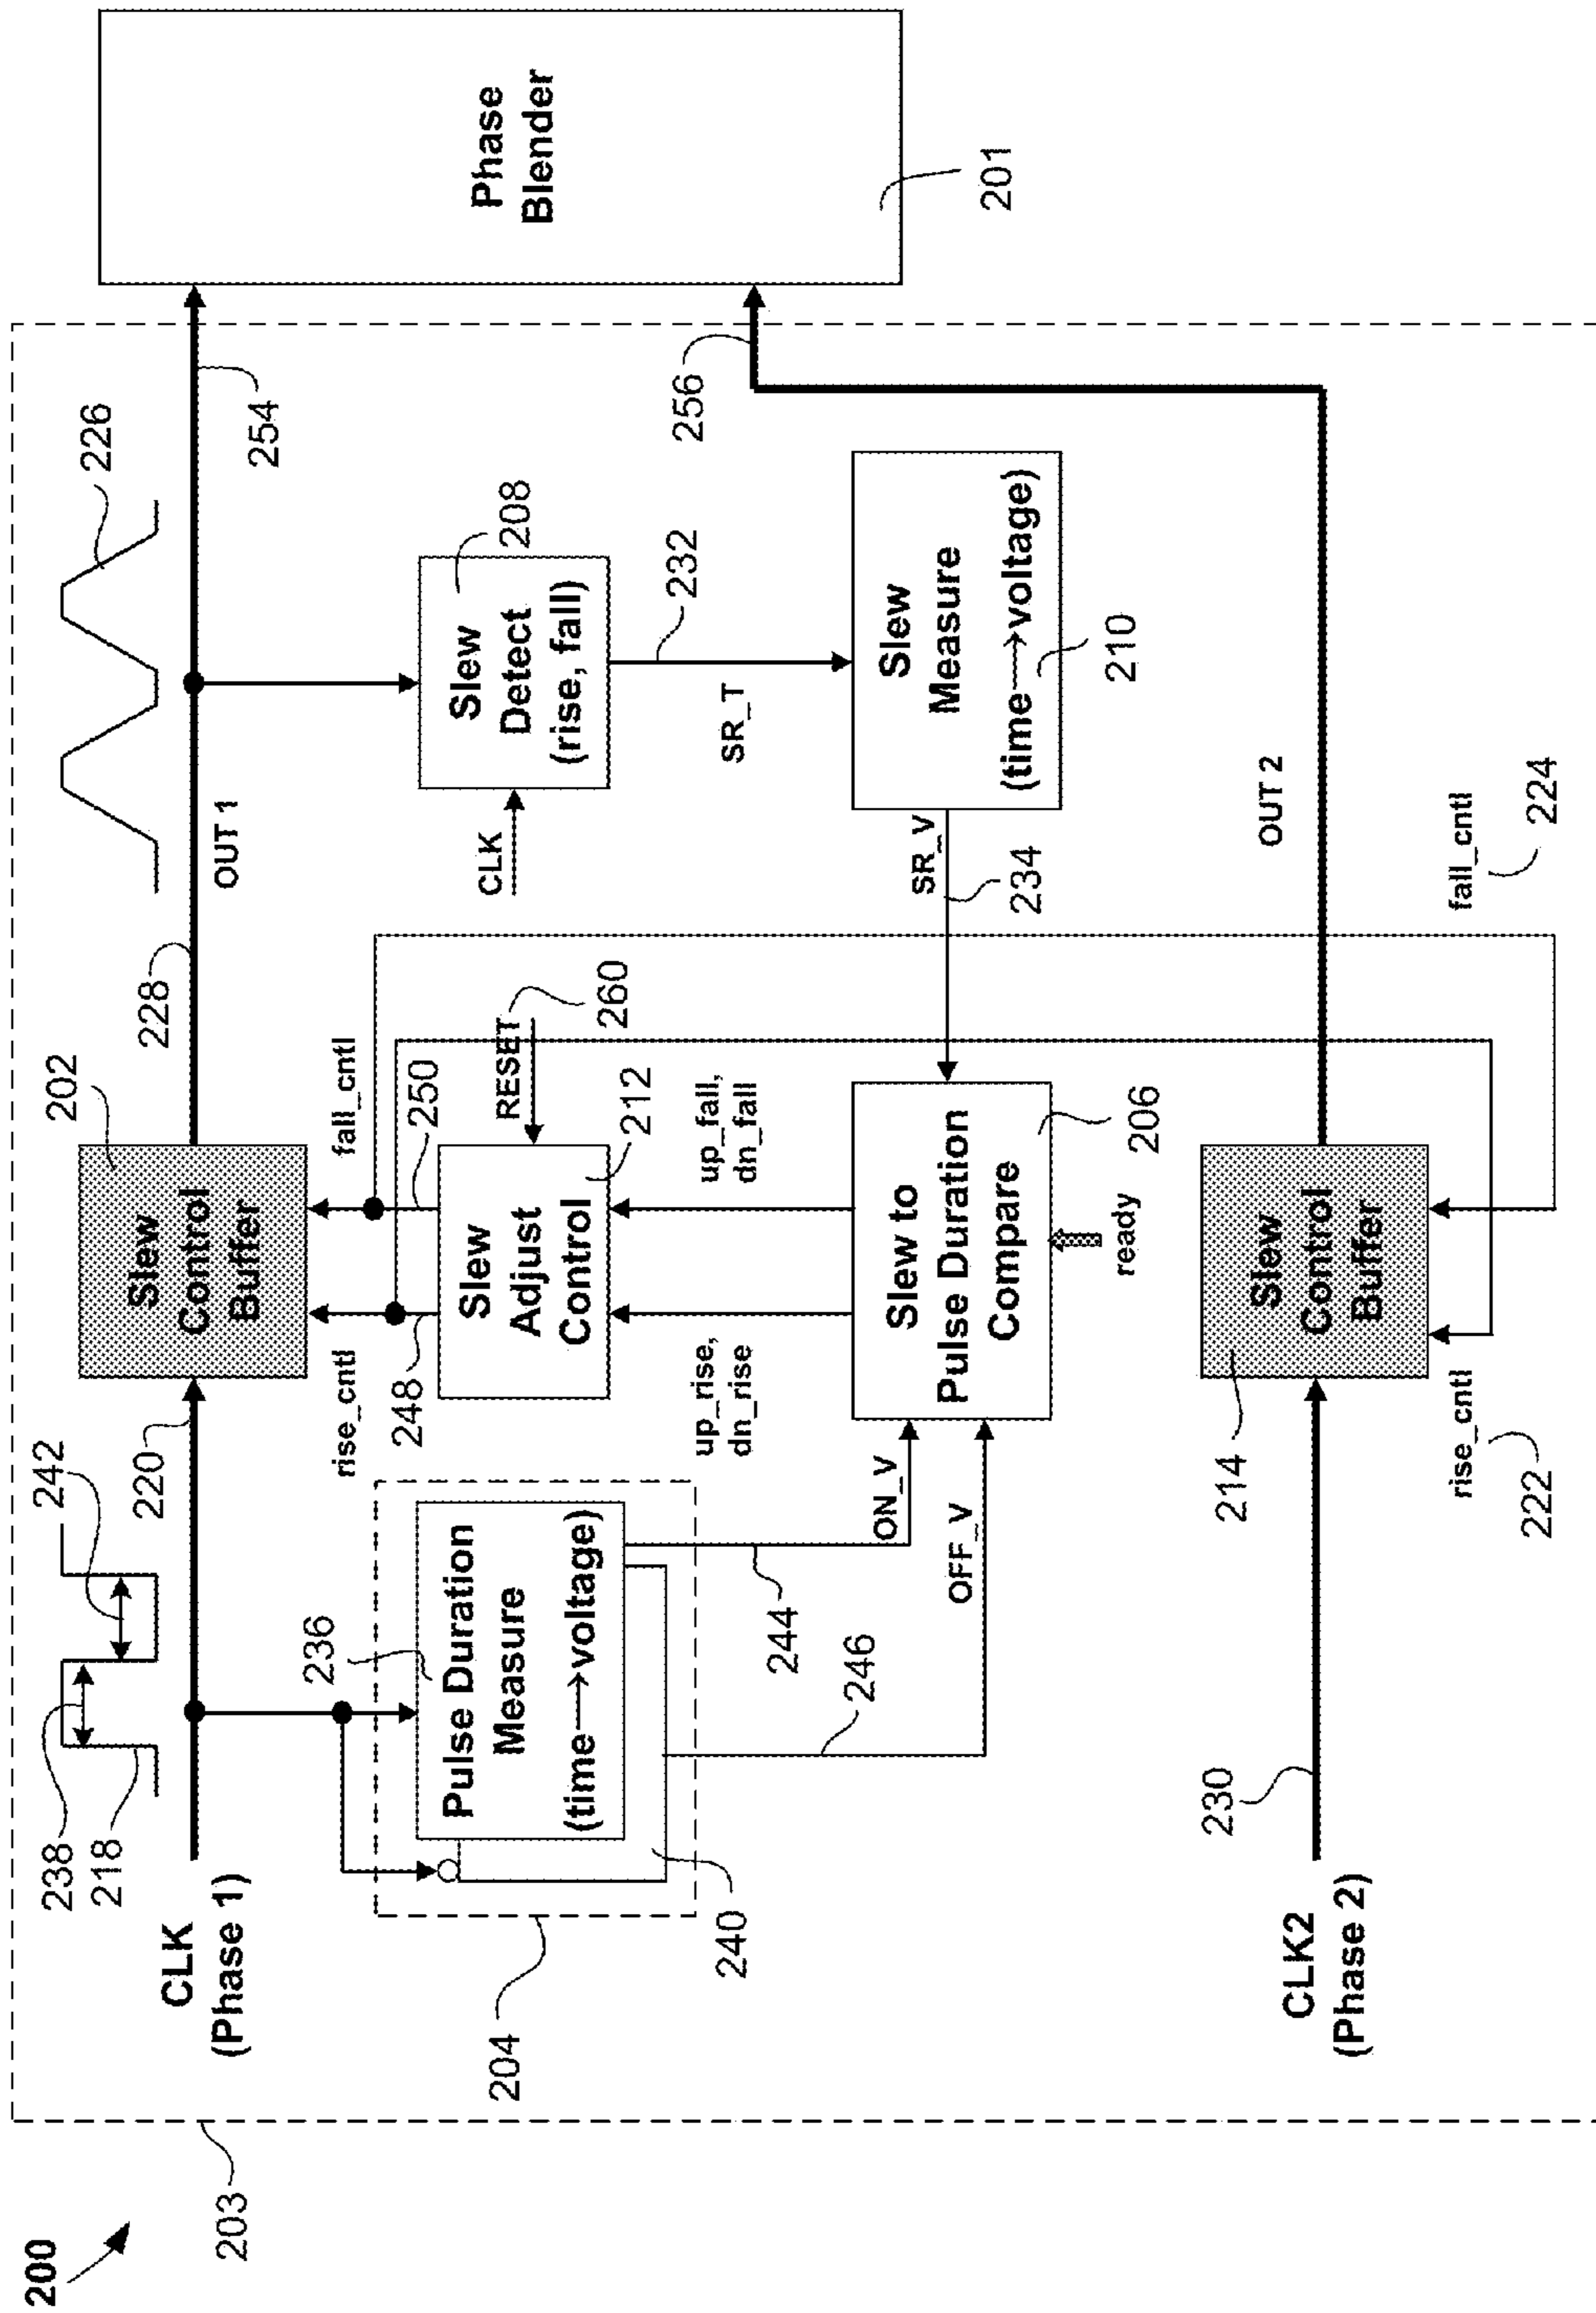 200
203
CLK
(Phase 1)
238
218
242
220
Slew
Control
Buffer
202
228
OUT 1
226
254
Phase
Blender
201
204
236
Pulse Duration
Measure
(time→voltage)
240
244
246
ON_V
OFF_V
rise_cntl
248
fall_cntl
250
Slew
Adjust
Control
RESET
260
212
up_rise,
dn_rise
up_fall,
dn_fall
Slew to
Pulse Duration
Compare
206
ready
CLK
Slew
Detect
(rise, fall)
208
SR_T
232
Slew
Measure
(time→voltage)
210
SR_V
234
256
CLK2
(Phase 2)
230
214
Slew
Control
Buffer
OUT 2
rise_cntl
222
fall_cntl
224